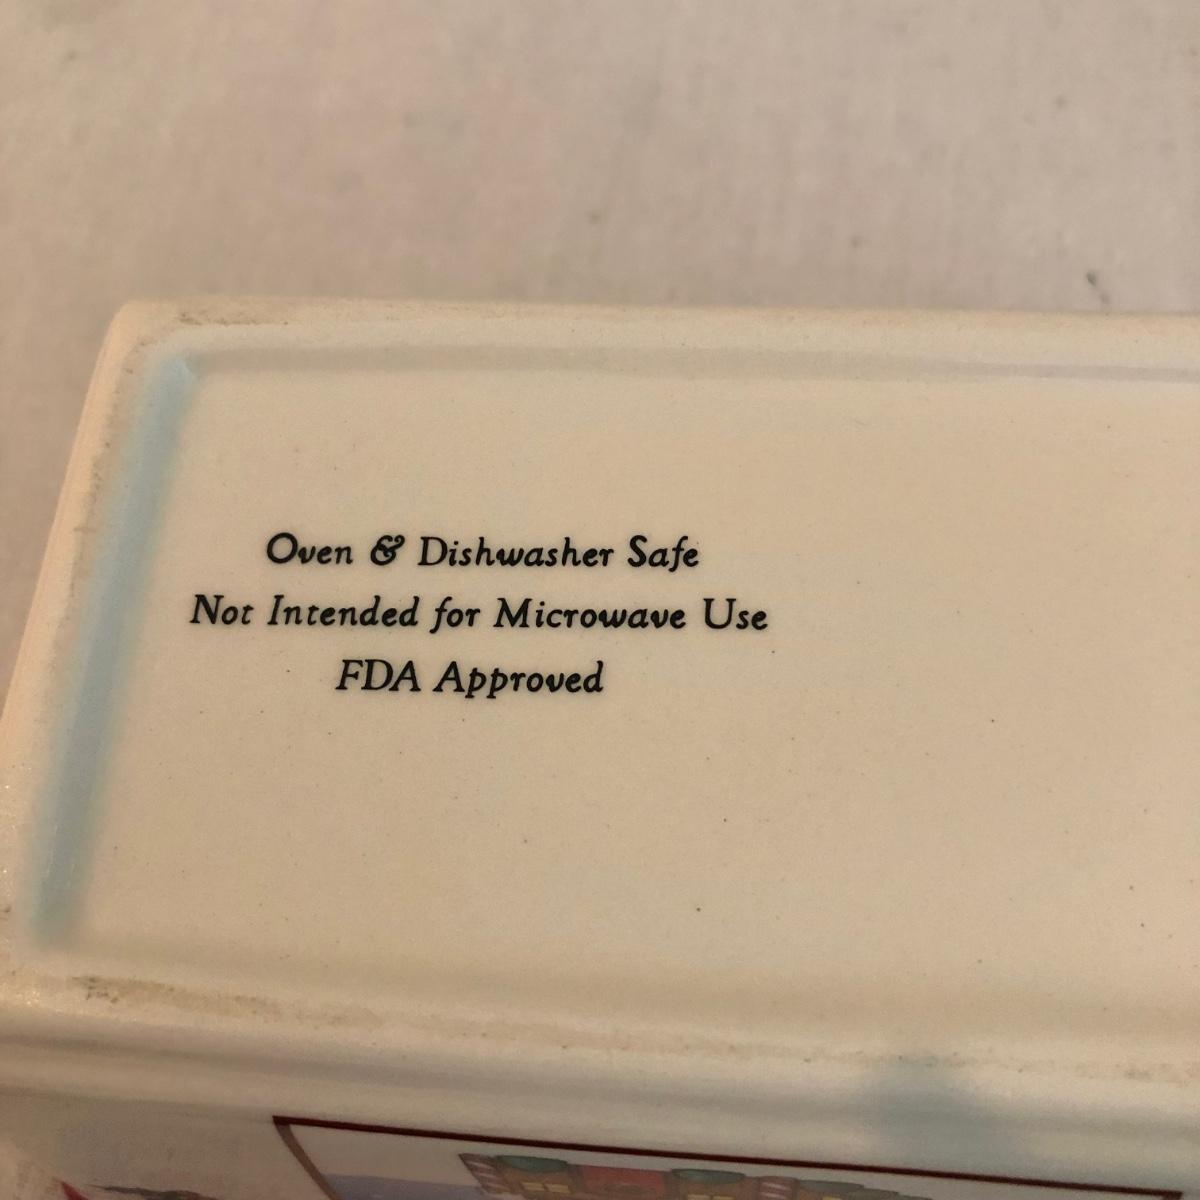 Oven & Dishwasher Safe
Not Intended for Microwave Use
FDA Approved